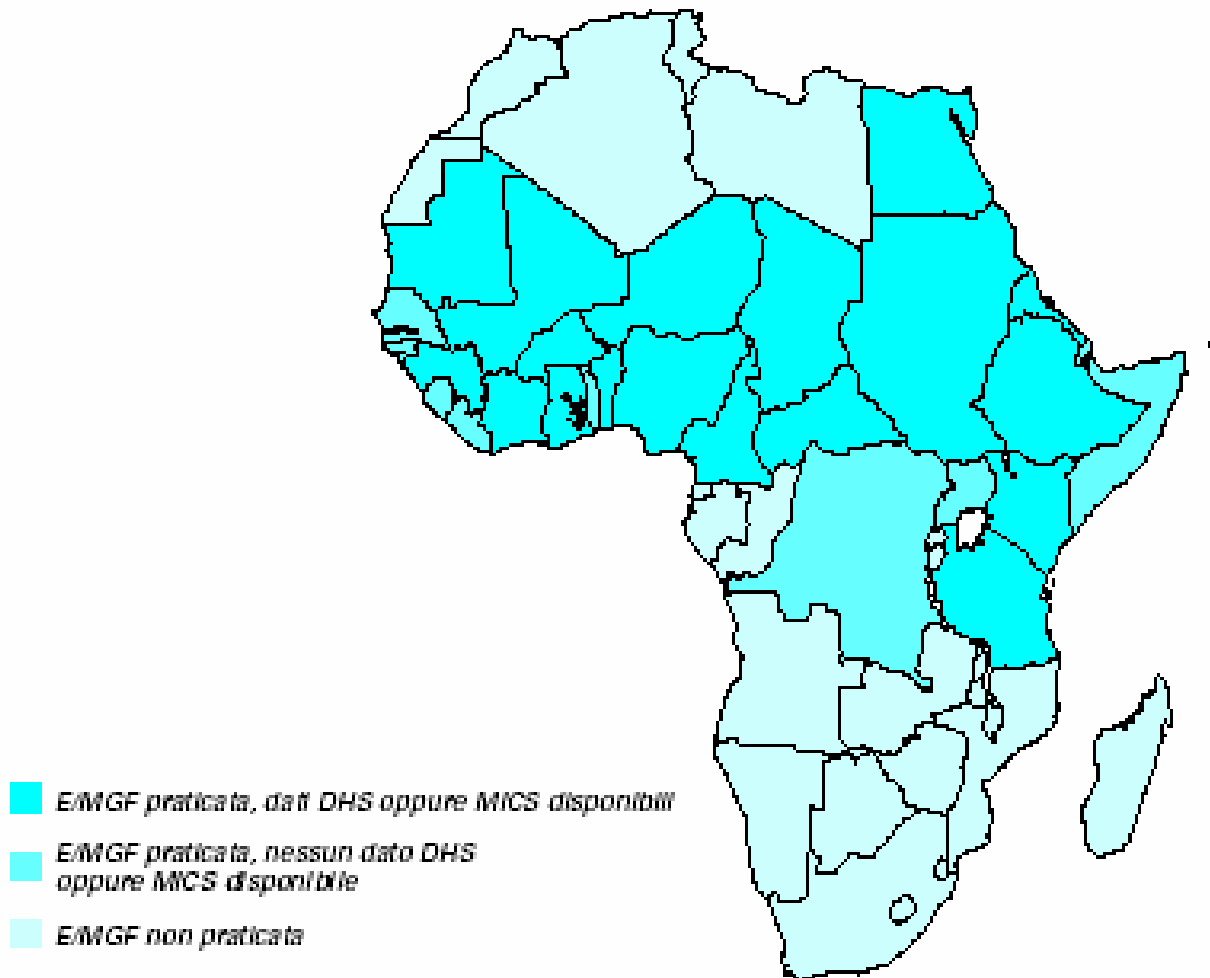 E/MGF praticata, dati DHS oppure MICS disponibili
E/MGF praticata, nessun dato DHS
oppure MICS disponibile
E/MGF non praticata